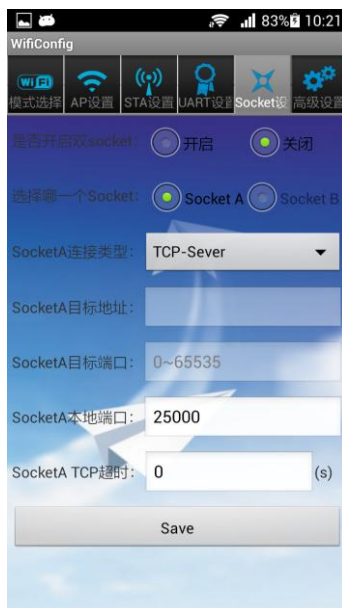 83% 10:21
WifiConfig
WiFi
模式选择 AP设置 STA设置 UART设置 Socket设 高级设置
是否开启双socket: 开启 关闭
选择哪一个Socket: Socket A Socket B
SocketA连接类型: TCP-Sever
SocketA目标地址:
SocketA目标端口: 0~65535
SocketA本地端口: 25000
SocketA TCP超时: 0 (s)
Save